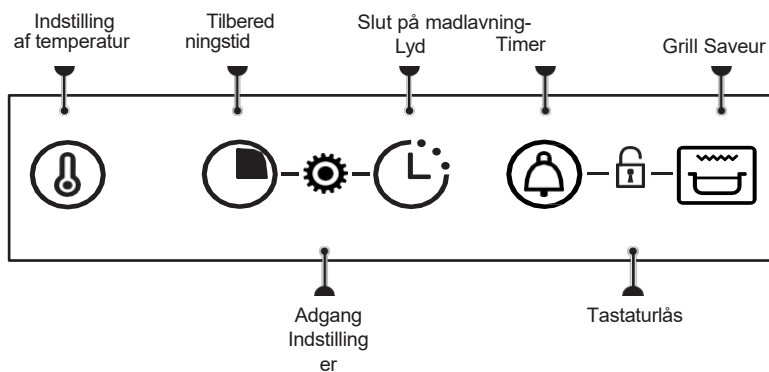 Indstilling
af temperatur
Tilbered
ningstid
Slut på madlavning-
Lyd
Timer
Grill Saveur
Adgang
Indstilling
er
Tastaturlås